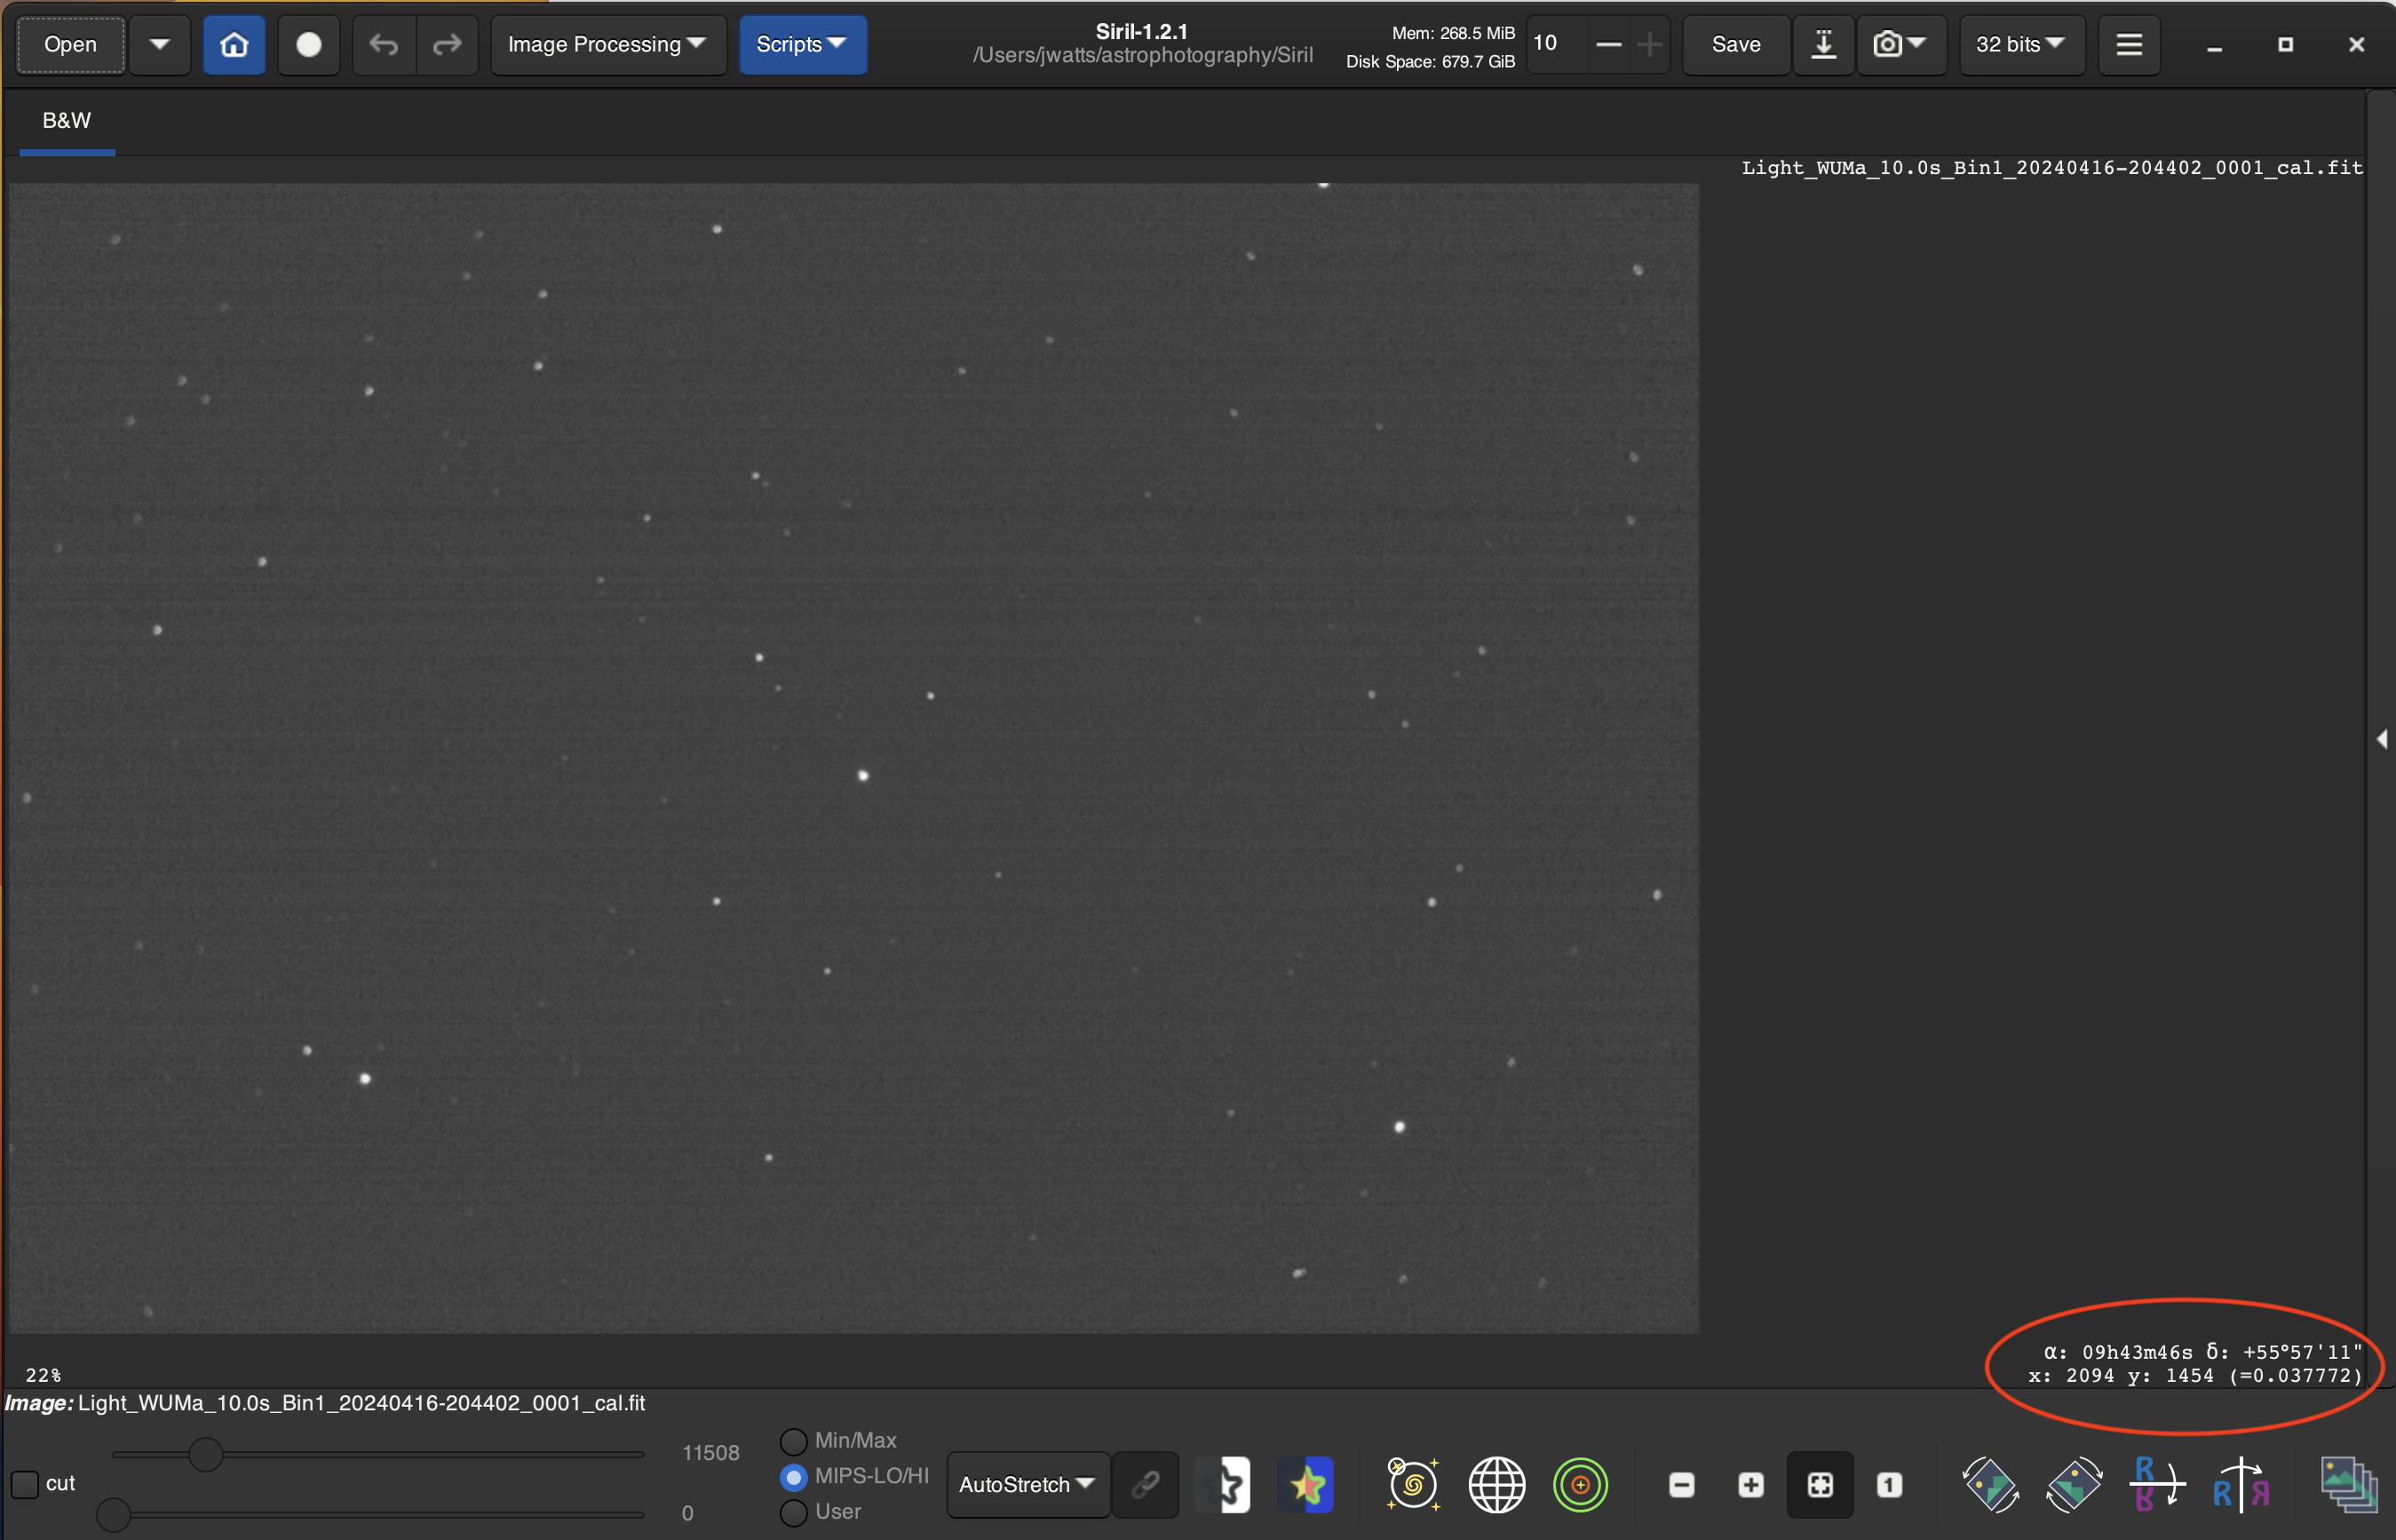 Open
Image Processing
Scripts
Siril-1.2.1
/Users/jwatts/astrophotography/Siril
Mem: 268.5 MiB
Disk Space: 679.7 GiB
10
Save
32 bits
B&W
Light_WUMa_10.0s_Bin1_20240416-204402_0001_cal.fit
α: 09h43m46s δ: +55°57'11"
22%
x: 2094 y: 1454 (=0.037772)
Image: Light_WUMa_10.0s_Bin1_20240416-204402_0001_cal.fit
Min/Max
11508
MIPS-LO/HI
cut
AutoStretch
1
User
0